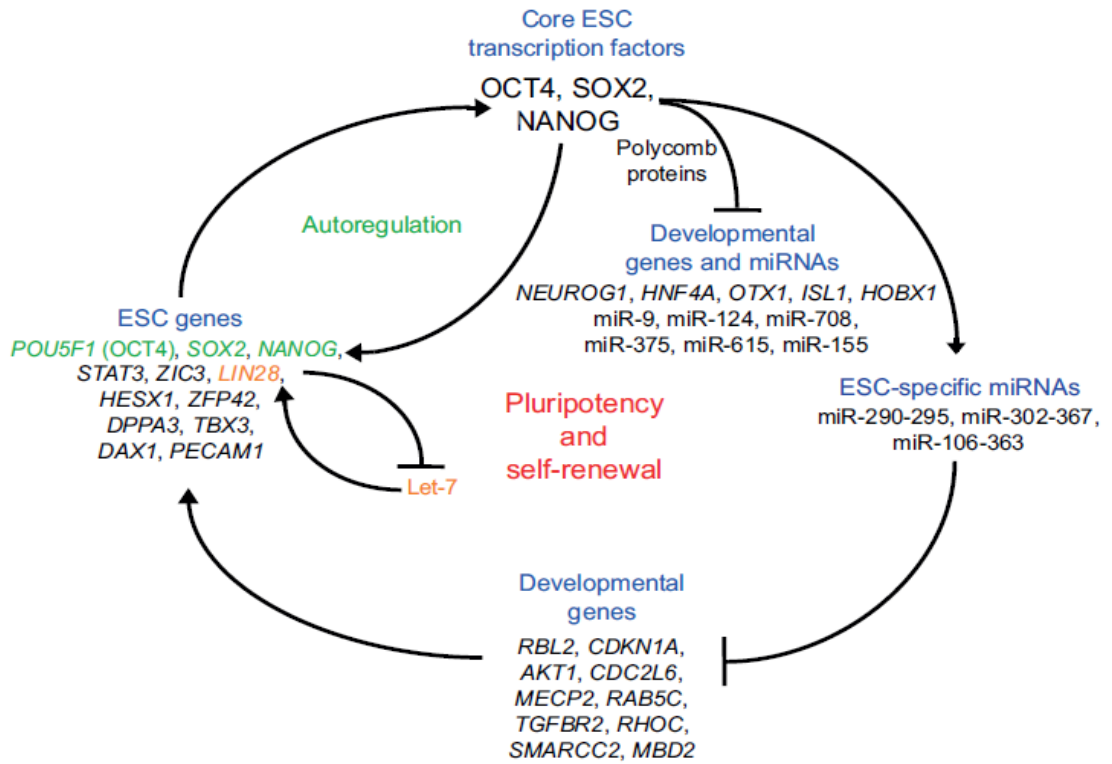 Core ESC
transcription factors
OCT4, SOX2,
NANOG
Polycomb
proteins
Autoregulation
Developmental
genes and miRNAs
NEUROG1, HNF4A, OTX1, ISL1, HOBX1
miR-9, miR-124, miR-708,
miR-375, miR-615, miR-155
ESC genes
POU5F1 (OCT4), SOX2, NANOG,
STAT3, ZIC3, LIN28,
HESX1, ZFP42,
DPPA3, TBX3,
DAX1, PECAM1
Let-7
Pluripotency
and
self-renewal
ESC-specific miRNAs
miR-290-295, miR-302-367,
miR-106-363
Developmental
genes
RBL2, CDKN1A,
AKT1, CDC2L6,
MECP2, RAB5C,
TGFBR2, RHOC,
SMARCC2, MBD2